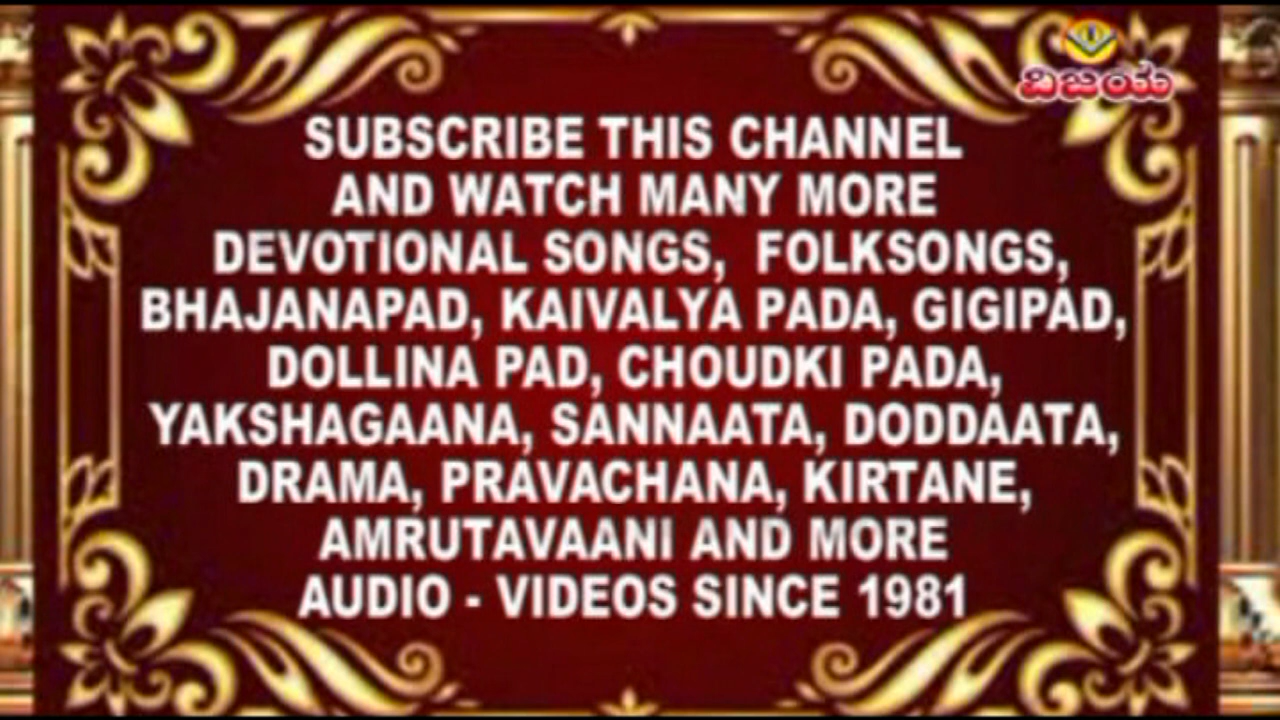 ವಿಜಯ
SUBSCRIBE THIS CHANNEL
AND WATCH MANY MORE
DEVOTIONAL SONGS, FOLKSONGS,
BHAJANAPAD, KAIVALYA PADA, GIGIPAD,
DOLLINA PAD, CHOUDKI PADA,
YAKSHAGAANA, SANNAATA, DODDAATA,
DRAMA, PRAVACHANA, KIRTANE,
AMRUTAVAANI AND MORE
AUDIO - VIDEOS SINCE 1981